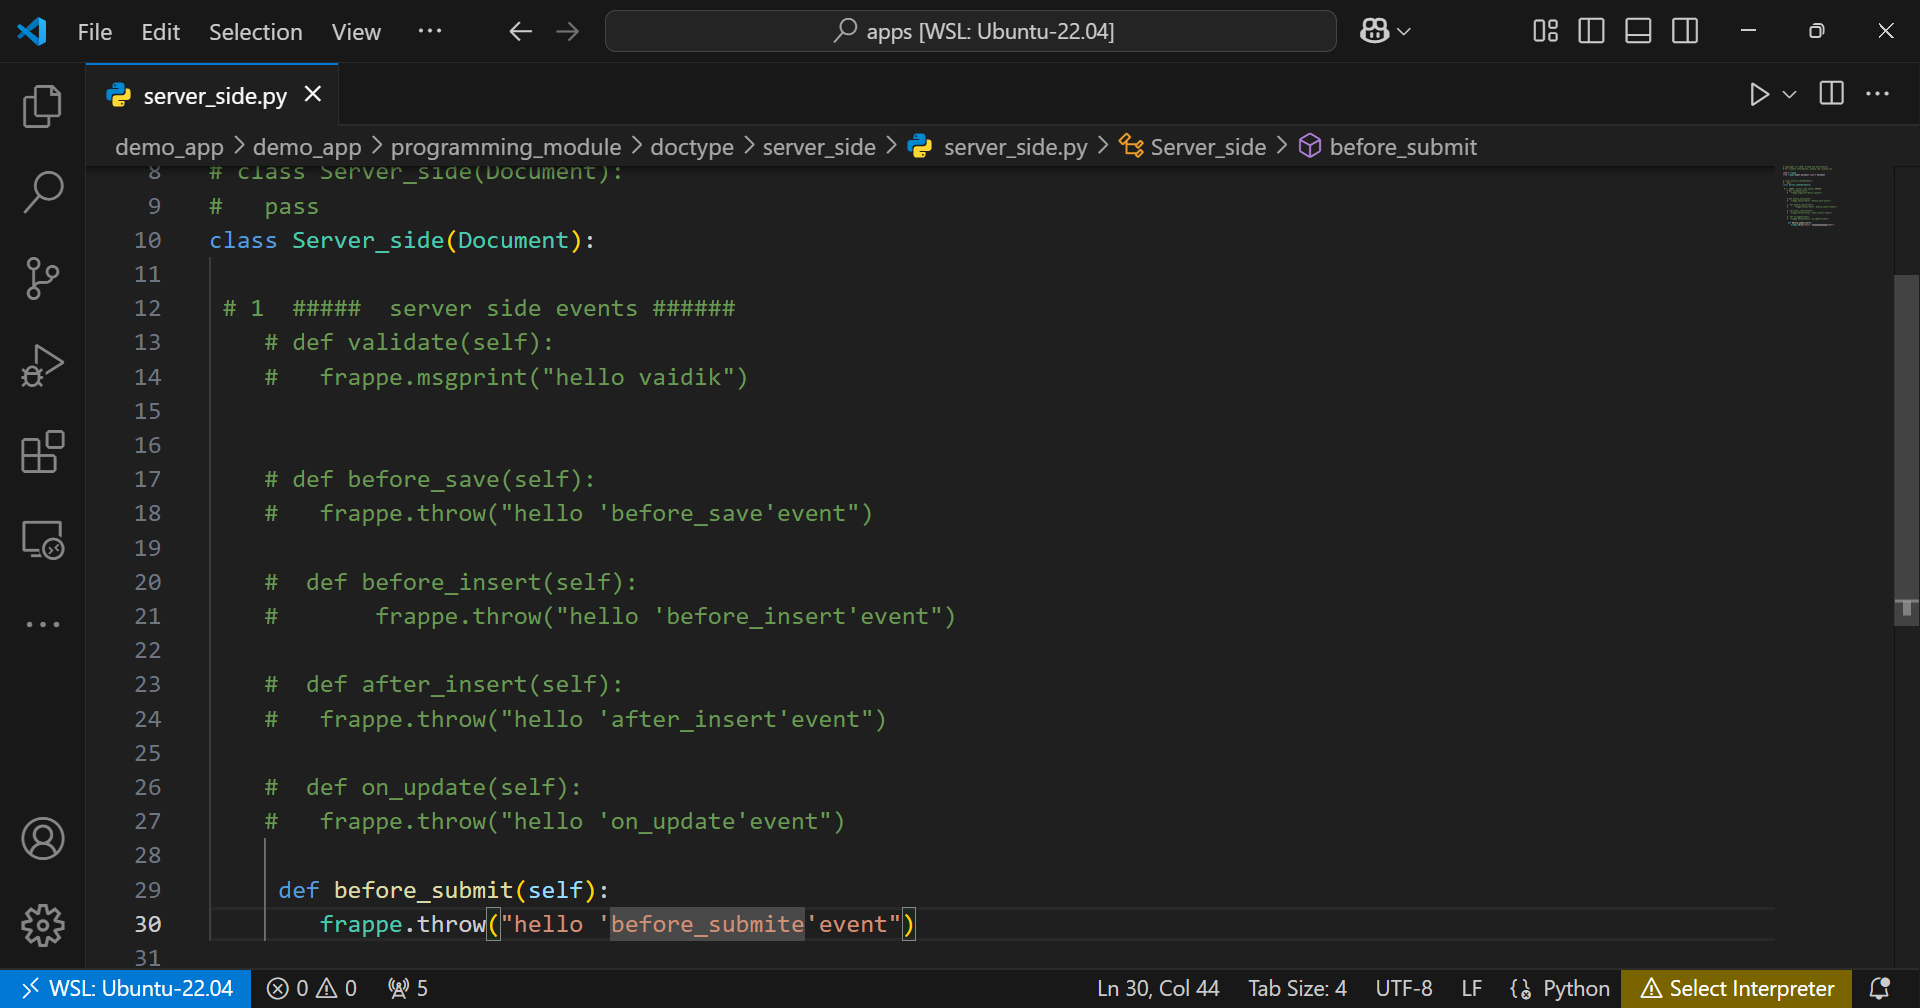 File Edit Selection View ··· apps [WSL: Ubuntu-22.04]
server_side.py
demo_app > demo_app > programming_module > doctype > server_side > server_side.py > Server_side > before_submit
8 # class Server_side(Document):
9 #   pass
10 class Server_side(Document):
11
12 # 1  #####  server side events ######
13 # def validate(self):
14 #   frappe.msgprint("hello vaidik")
15
16
17 # def before_save(self):
18 #   frappe.throw("hello 'before_save'event")
19
20 #  def before_insert(self):
21 #       frappe.throw("hello 'before_insert'event")
22
23 #  def after_insert(self):
24 #   frappe.throw("hello 'after_insert'event")
25
26 #  def on_update(self):
27 #   frappe.throw("hello 'on_update'event")
28
29 def before_submit(self):
30 frappe.throw("hello 'before_submite'event")
31
WSL: Ubuntu-22.04 0 0 5 Ln 30, Col 44 Tab Size: 4 UTF-8 LF Python Select Interpreter